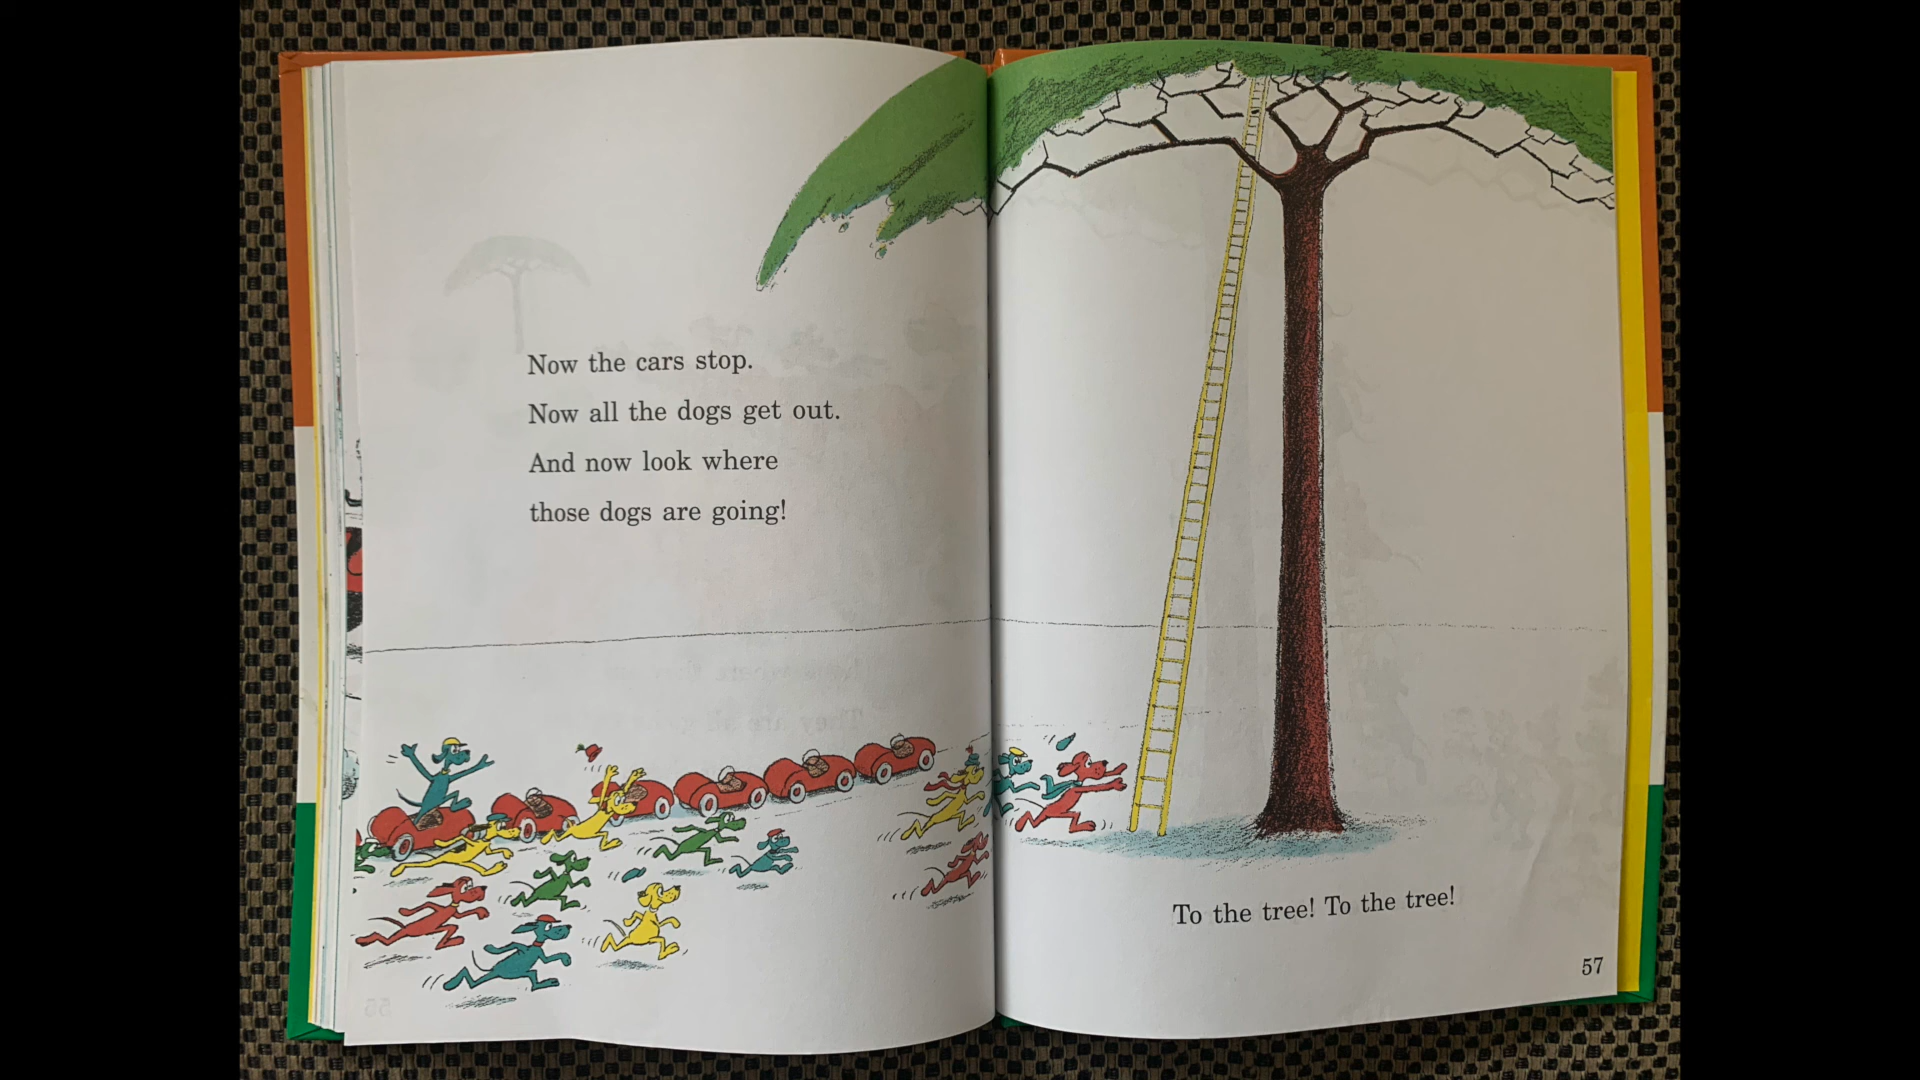 Now the cars stop.
Now all the dogs get out.
And now look where
those dogs are going!
To the tree! To the tree!
57